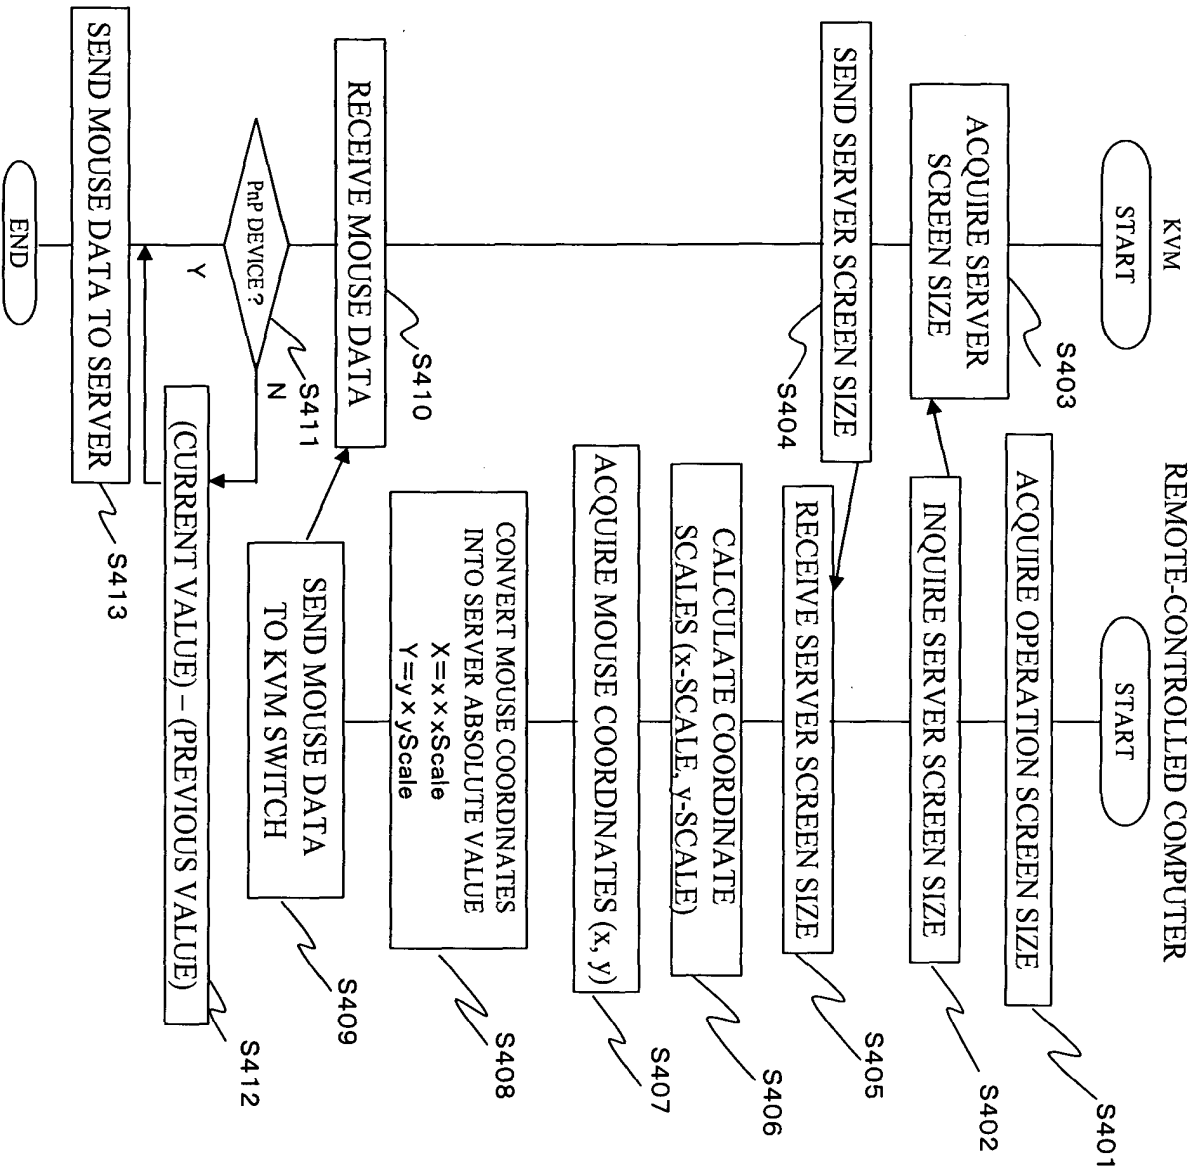 KVM
START
ACQUIRE SERVER
SCREEN SIZE
S403
SEND SERVER SCREEN SIZE
S404
RECEIVE MOUSE DATA
S410
PnP DEVICE?
S411
N
Y
SEND MOUSE DATA TO SERVER
S413
END
REMOTE-CONTROLLED COMPUTER
START
ACQUIRE OPERATION SCREEN SIZE
S401
INQUIRE SERVER SCREEN SIZE
S402
RECEIVE SERVER SCREEN SIZE
S405
CALCULATE COORDINATE
SCALES (x-SCALE, y-SCALE)
S406
ACQUIRE MOUSE COORDINATES (x, y)
S407
CONVERT MOUSE COORDINATES
INTO SERVER ABSOLUTE VALUE
X=x×xScale
Y=y×yScale
S408
SEND MOUSE DATA
TO KVM SWITCH
S409
(CURRENT VALUE) – (PREVIOUS VALUE)
S412